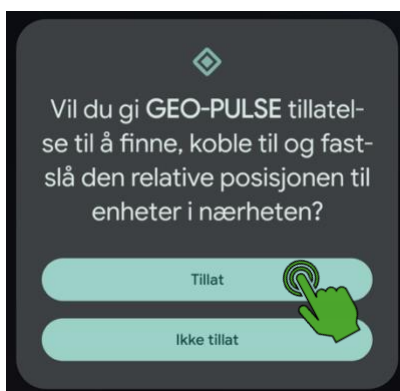 Vil du gi GEO-PULSE tillatel-
se til å finne, koble til og fast-
slå den relative posisjonen til
enheter i nærheten?
Tillat
Ikke tillat